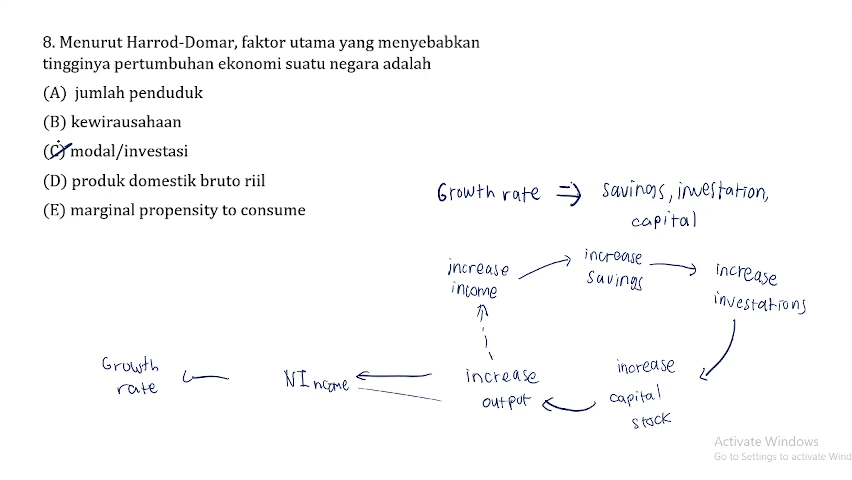 8. Menurut Harrod-Domar, faktor utama yang menyebabkan
tingginya pertumbuhan ekonomi suatu negara adalah
(A) jumlah penduduk
(B) kewirausahaan
(C) modal/investasi
(D) produk domestik bruto riil
(E) marginal propensity to consume
Growth rate ⇒ savings, investation,
capital
increase
income
increase
savings
increase
investations
increase
capital
stock
increase
output
NIncome
Growth
rate
Activate Windows
Go to Settings to activate Wind